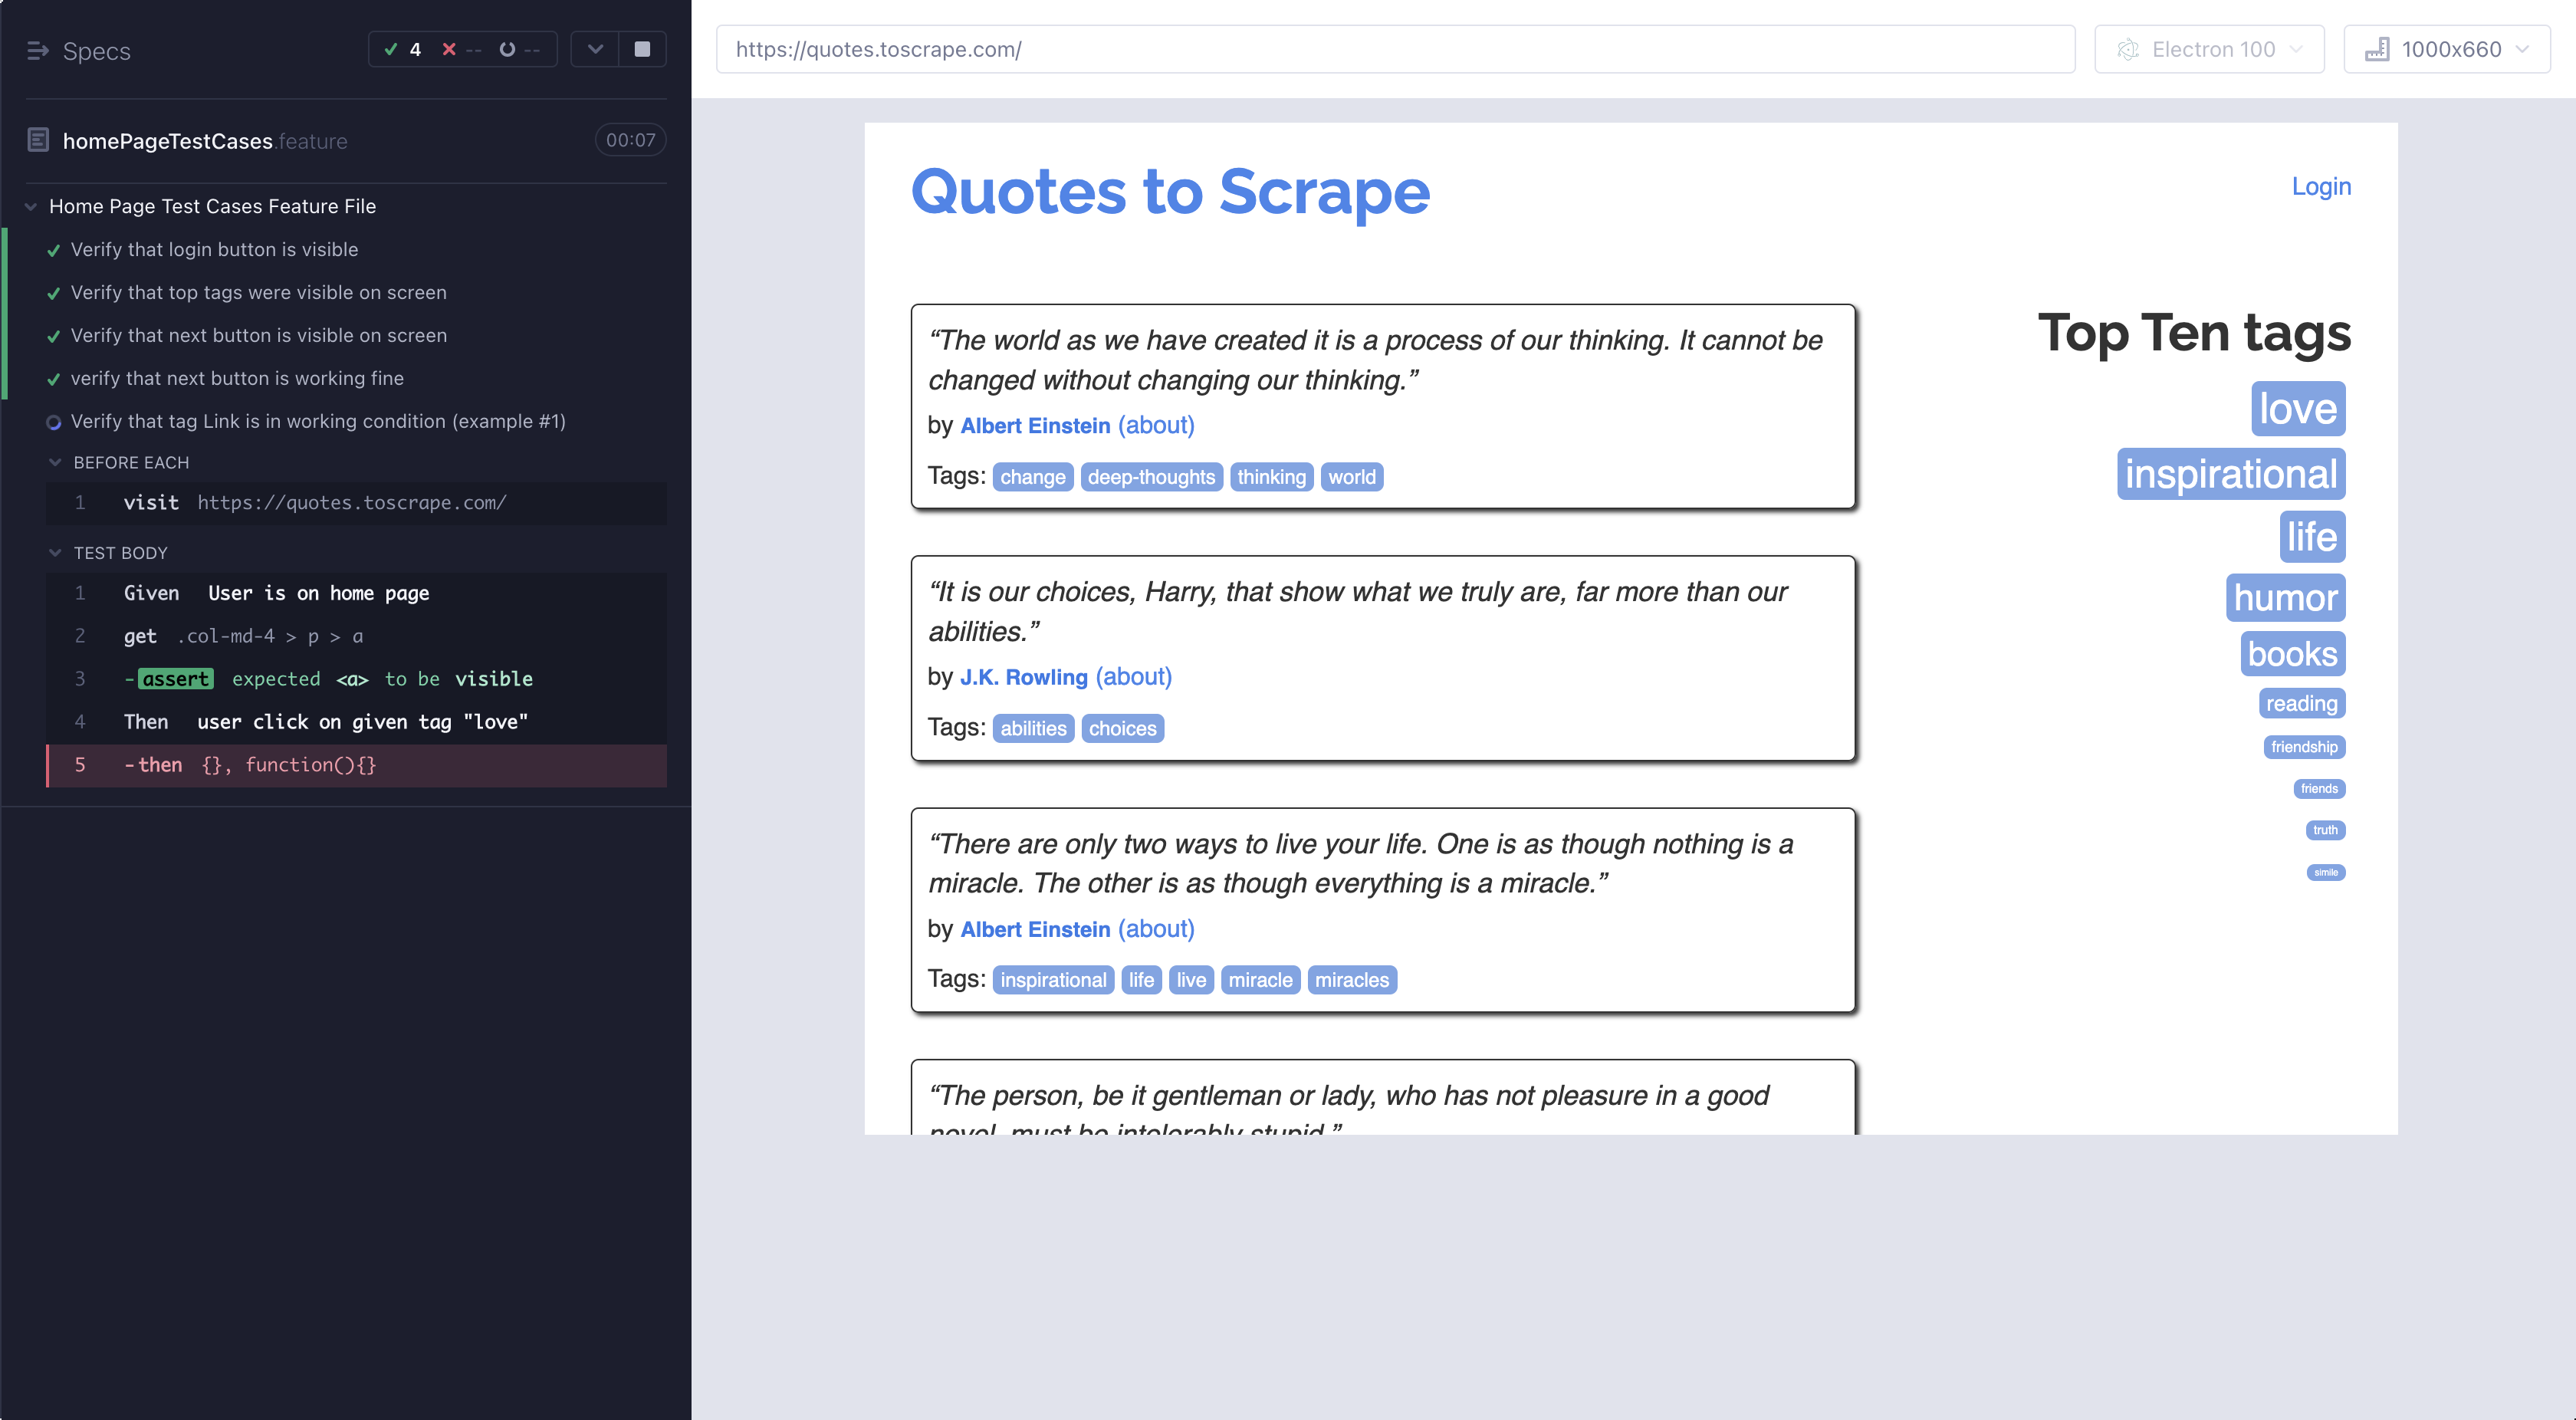 Specs
4 -- --
homePageTestCases.feature 00:07
Home Page Test Cases Feature File
Verify that login button is visible
Verify that top tags were visible on screen
Verify that next button is visible on screen
verify that next button is working fine
Verify that tag Link is in working condition (example #1)
BEFORE EACH
1 visit https://quotes.toscrape.com/
TEST BODY
1 Given User is on home page
2 get .col-md-4 > p > a
3 -assert expected <a> to be visible
4 Then user click on given tag "love"
5 -then {}, function(){}
https://quotes.toscrape.com/
Electron 100
1000x660
Quotes to Scrape
Login
“The world as we have created it is a process of our thinking. It cannot be
changed without changing our thinking.”
by Albert Einstein (about)
Tags: change deep-thoughts thinking world
“It is our choices, Harry, that show what we truly are, far more than our
abilities.”
by J.K. Rowling (about)
Tags: abilities choices
“There are only two ways to live your life. One is as though nothing is a
miracle. The other is as though everything is a miracle.”
by Albert Einstein (about)
Tags: inspirational life live miracle miracles
“The person, be it gentleman or lady, who has not pleasure in a good
novel, must be intolerably stupid.”
Top Ten tags
love
inspirational
life
humor
books
reading
friendship
friends
truth
simile